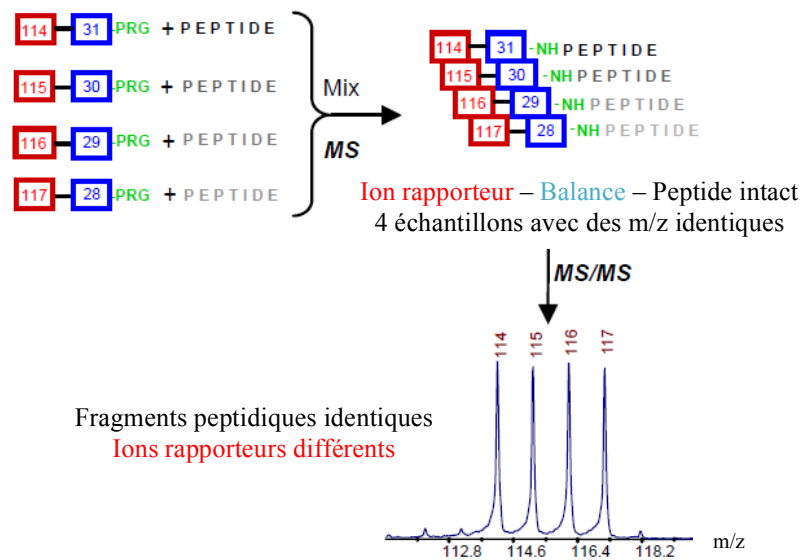 114 31 -PRG + PEPTIDE
115 30 -PRG + PEPTIDE
116 29 -PRG + PEPTIDE
117 28 -PRG + PEPTIDE
Mix
MS
114 31 -NH PEPTIDE
115 30 -NH PEPTIDE
116 29 -NH PEPTIDE
117 28 -NH PEPTIDE
Ion rapporteur – Balance – Peptide intact
4 échantillons avec des m/z identiques
MS/MS
114 115 116 117
Fragments peptidiques identiques
Ions rapporteurs différents
112.8 114.6 116.4 118.2 m/z